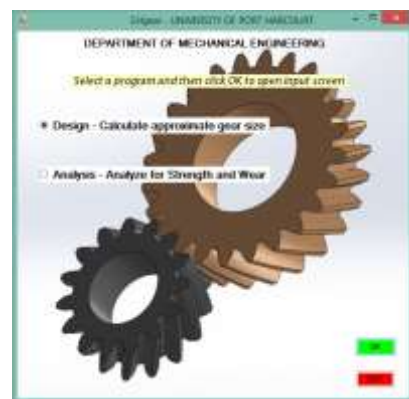 UNIVERSITY OF PORT HARCOURT
DEPARTMENT OF MECHANICAL ENGINEERING
Select a program and then click OK to open input screen
Design - Calculate approximate gear size
Analysis - Analyze for Strength and Wear